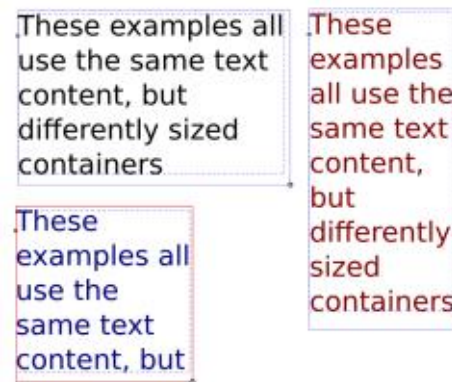 These examples all
use the same text
content, but
differently sized
containers
These
examples
all use the
same text
content,
but
differently
sized
containers
These
examples all
use the
same text
content, but